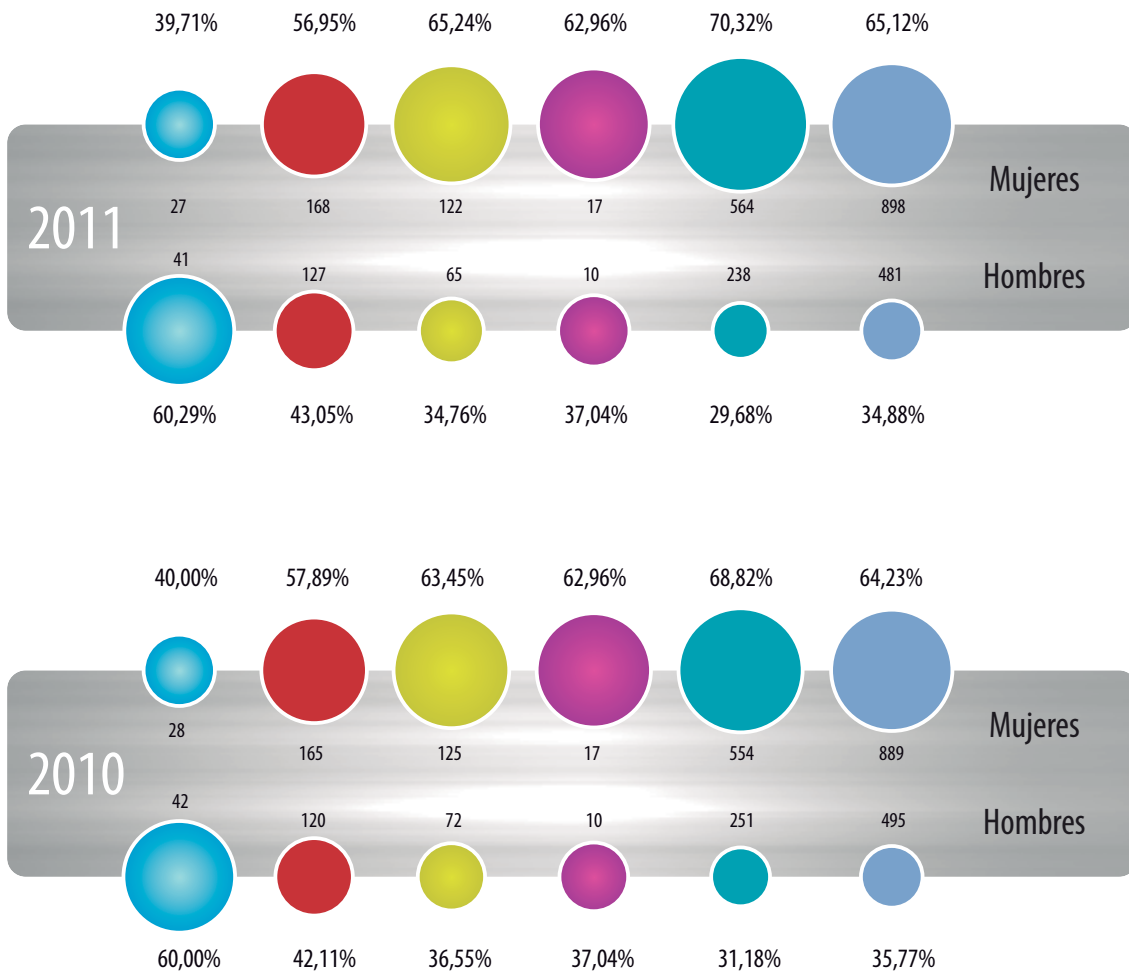 39,71% 56,95% 65,24% 62,96% 70,32% 65,12%
Mujeres
27 168 122 17 564 898
2011
41 127 65 10 238 481
Hombres
60,29% 43,05% 34,76% 37,04% 29,68% 34,88%
40,00% 57,89% 63,45% 62,96% 68,82% 64,23%
Mujeres
28 165 125 17 554 889
2010
42 120 72 10 251 495
Hombres
60,00% 42,11% 36,55% 37,04% 31,18% 35,77%